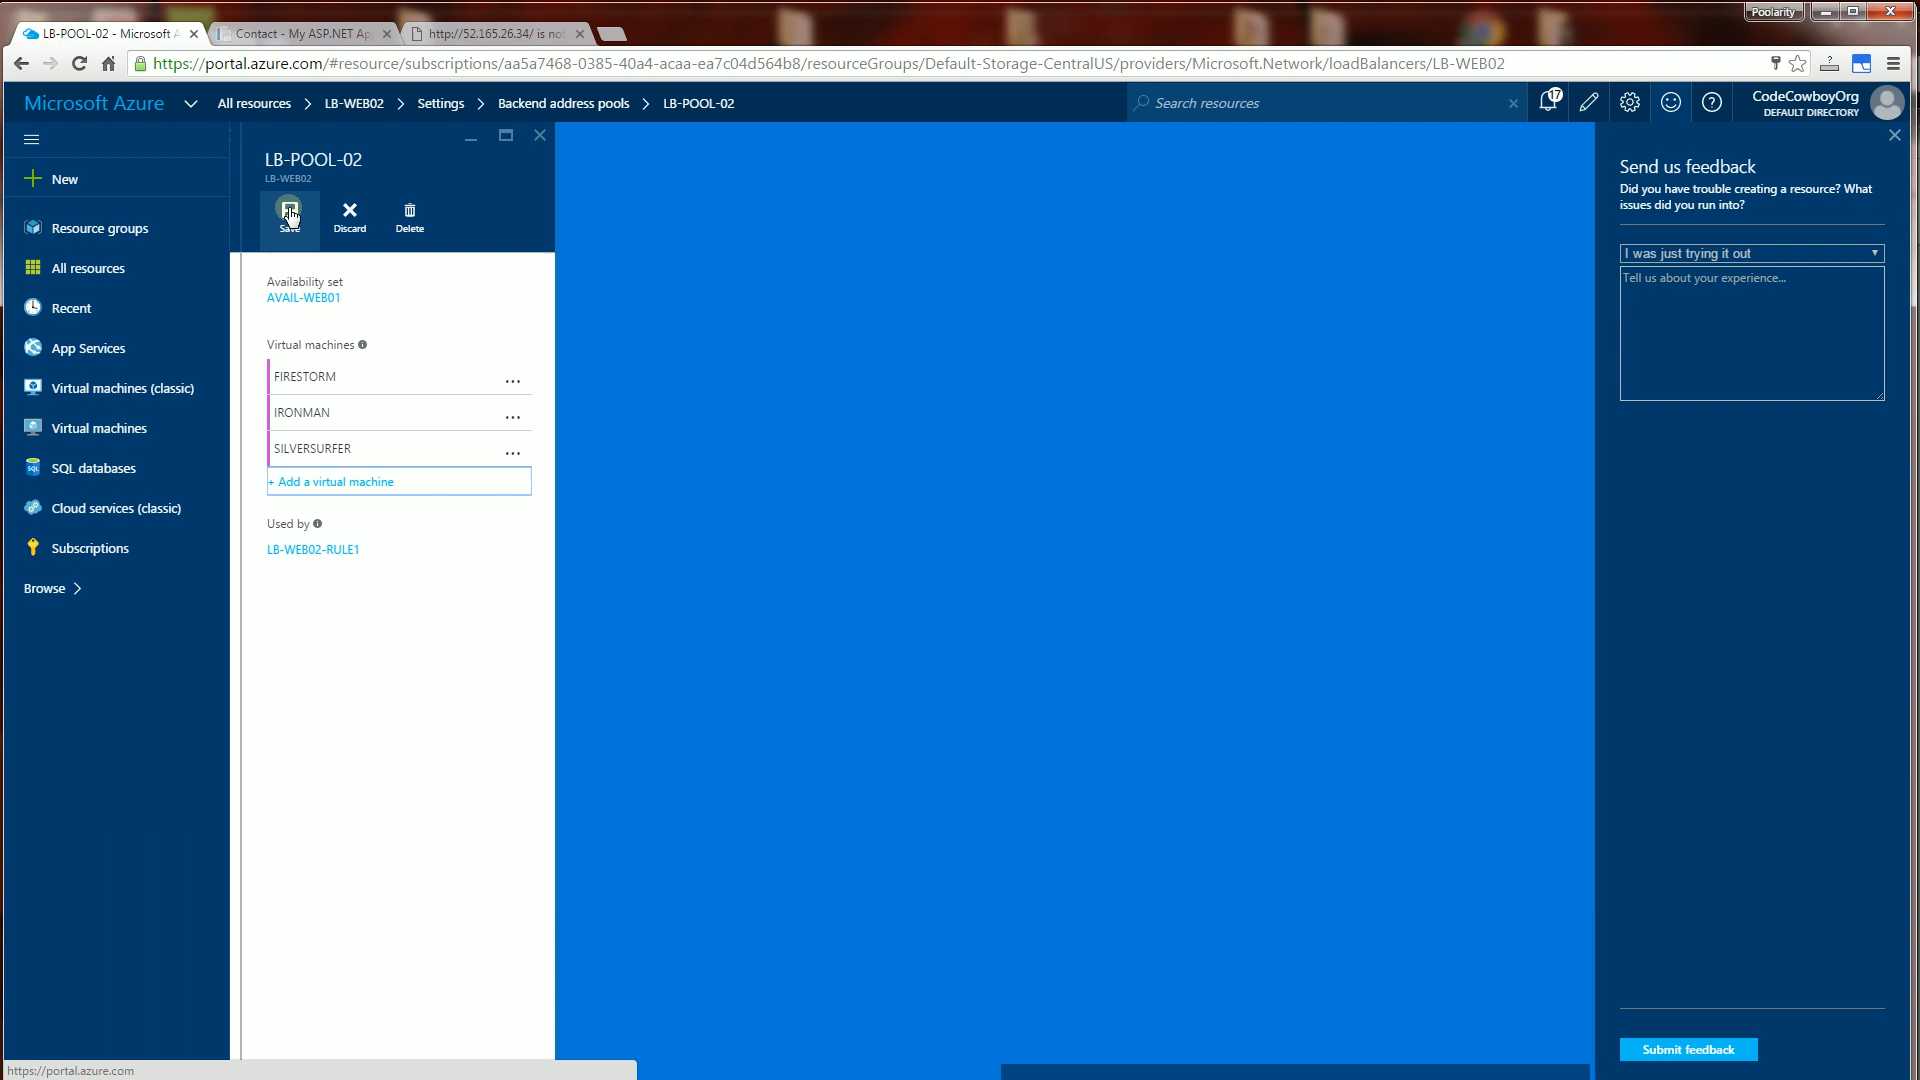 Poolarity
LB-POOL-02 - Microsoft A
Contact - My ASP.NET Ap
http://52.165.26.34/ is not
https://portal.azure.com/#resource/subscriptions/aa5a7468-0385-40a4-acaa-ea7c04d564b8/resourceGroups/Default-Storage-CentralUS/providers/Microsoft.Network/loadBalancers/LB-WEB02
Microsoft Azure
All resources
LB-WEB02
Settings
Backend address pools
LB-POOL-02
Search resources
17
CodeCowboyOrg
DEFAULT DIRECTORY
New
Resource groups
All resources
Recent
App Services
Virtual machines (classic)
Virtual machines
SQL databases
Cloud services (classic)
Subscriptions
Browse
LB-POOL-02
LB-WEB02
Save
Discard
Delete
Availability set
AVAIL-WEB01
Virtual machines
FIRESTORM
...
IRONMAN
...
SILVERSURFER
...
+ Add a virtual machine
Used by
LB-WEB02-RULE1
Send us feedback
Did you have trouble creating a resource? What
issues did you run into?
I was just trying it out
Tell us about your experience...
Submit feedback
https://portal.azure.com